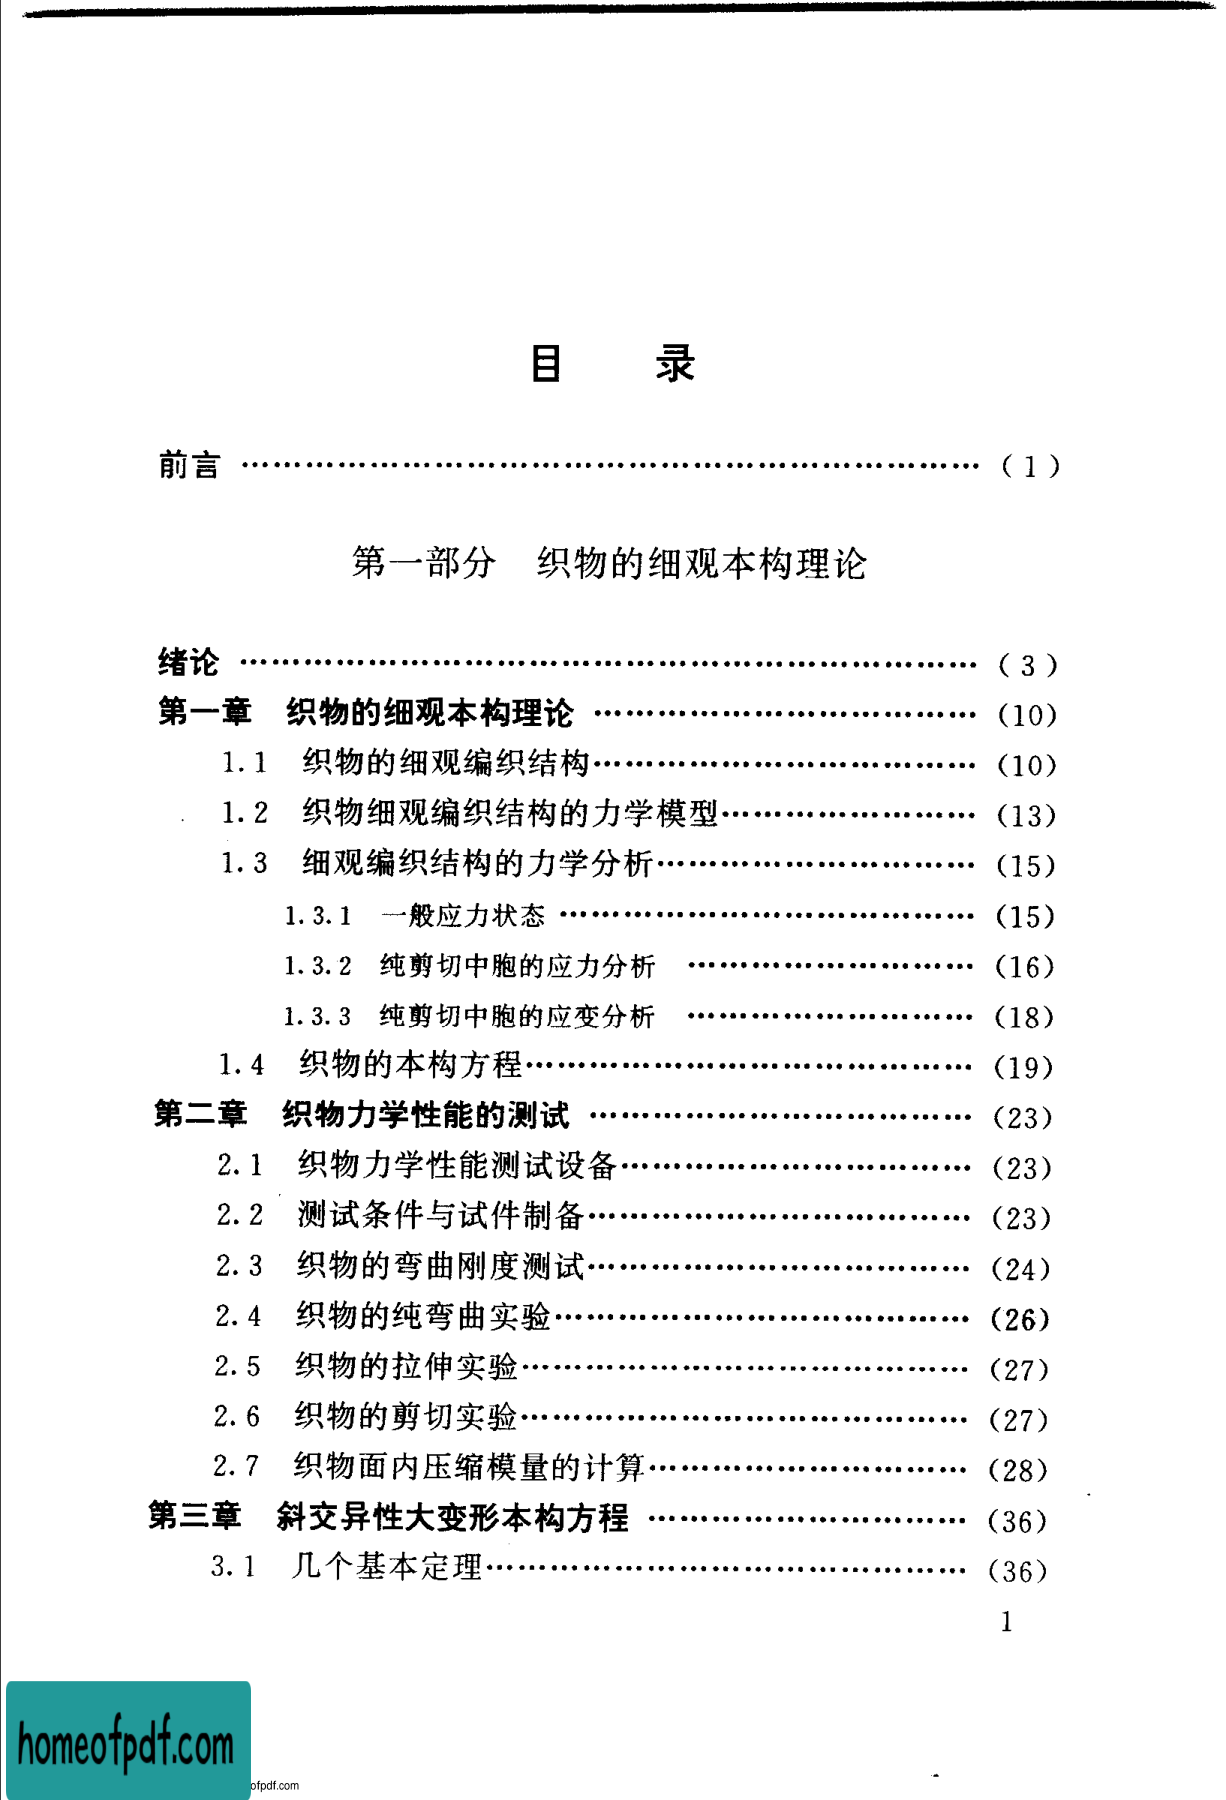 目　录
前言 …………………………………………………………… ( 1 )
第一部分　织物的细观本构理论
绪论 …………………………………………………………… ( 3 )
第一章　织物的细观本构理论 ……………………………… (10)
1.1　织物的细观编织结构……………………………… (10)
1.2　织物细观编织结构的力学模型…………………… (13)
1.3　细观编织结构的力学分析………………………… (15)
1.3.1　一般应力状态 ………………………………… (15)
1.3.2　纯剪切中胞的应力分析 ……………………… (16)
1.3.3　纯剪切中胞的应变分析 ……………………… (18)
1.4　织物的本构方程…………………………………… (19)
第二章　织物力学性能的测试 ……………………………… (23)
2.1　织物力学性能测试设备…………………………… (23)
2.2　测试条件与试件制备……………………………… (23)
2.3　织物的弯曲刚度测试……………………………… (24)
2.4　织物的纯弯曲实验………………………………… (26)
2.5　织物的拉伸实验…………………………………… (27)
2.6　织物的剪切实验…………………………………… (27)
2.7　织物面内压缩模量的计算………………………… (28)
第三章　斜交异性大变形本构方程 ………………………… (36)
3.1　几个基本定理……………………………………… (36)
1
homeofpdf.com
ofpdf.com